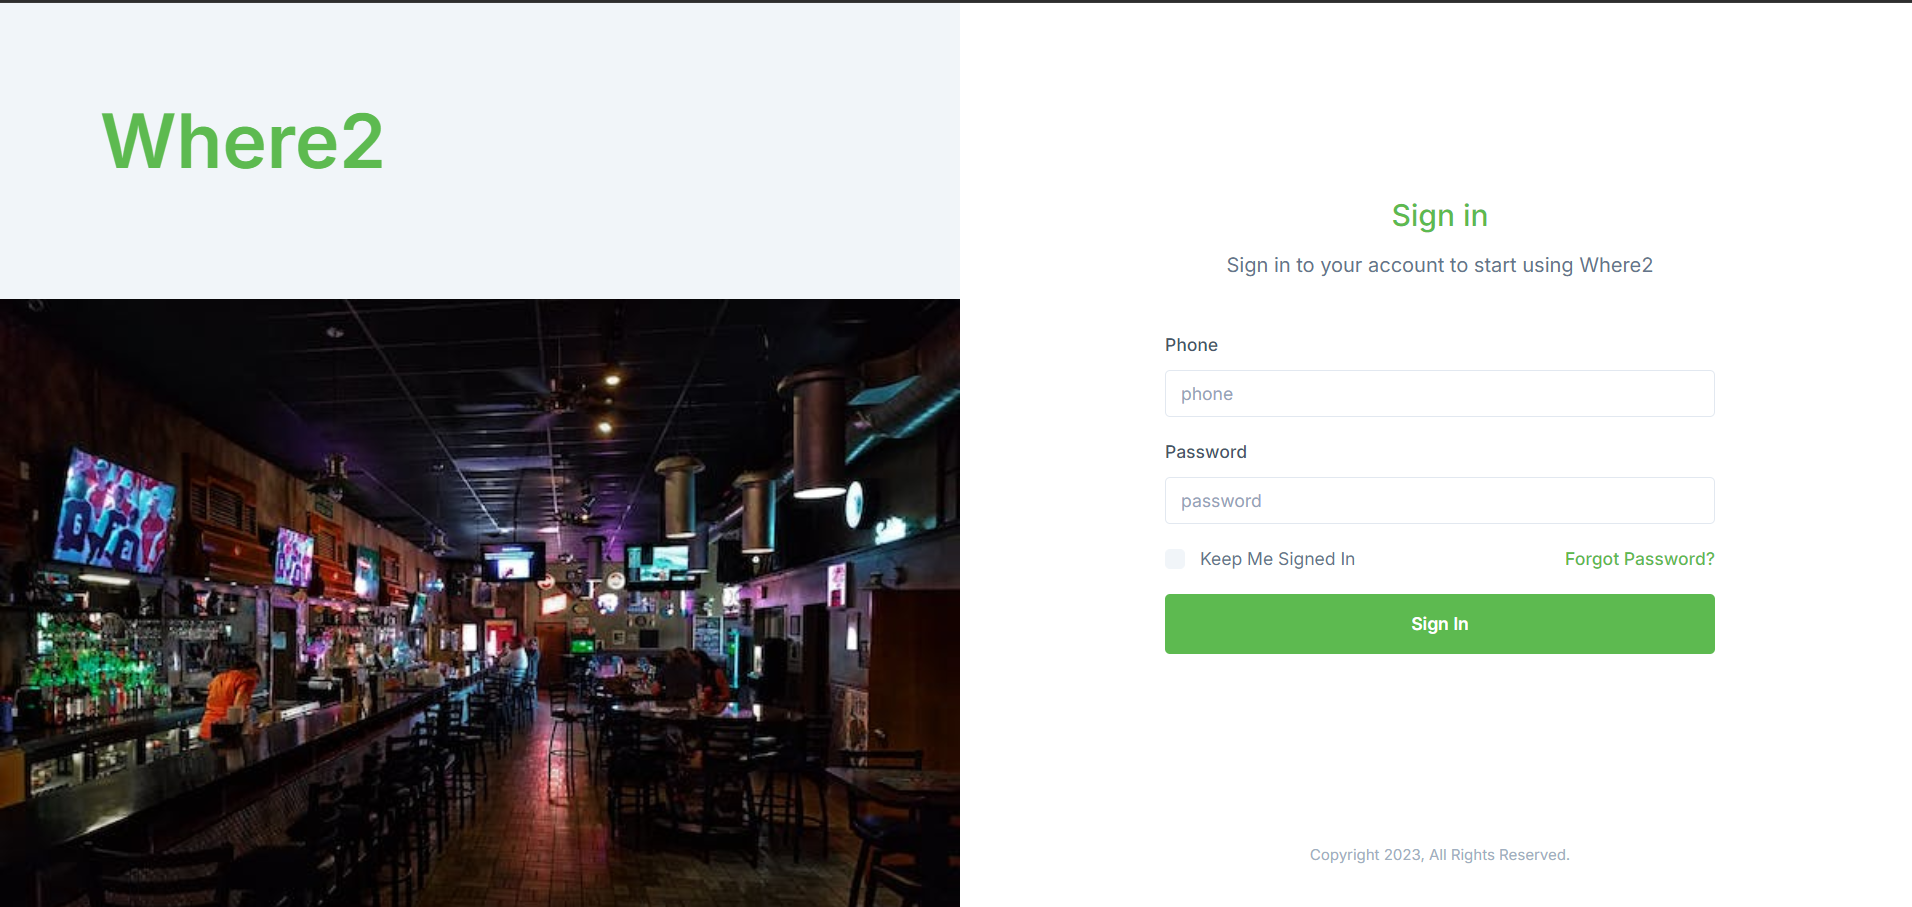 Where2
Sign in
Sign in to your account to start using Where2
Phone
phone
Password
password
Keep Me Signed In
Forgot Password?
Sign In
Copyright 2023, All Rights Reserved.